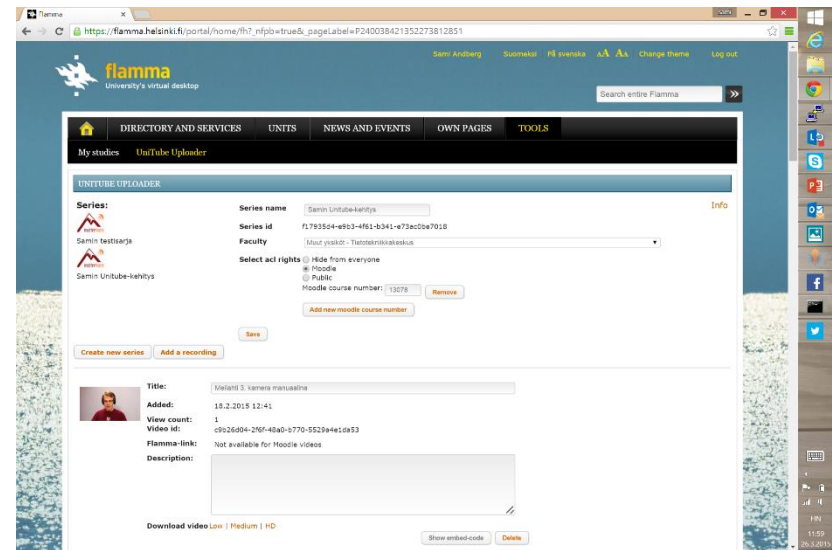 Flamma
https://flamma.helsinki.fi/portal/home/fh?_nfpb=true&_pageLabel=P240038421352273812851
Sami Andberg Suomeksi På svenska AA AA Change theme Log out
flamma
University's virtual desktop
Search entire Flamma
DIRECTORY AND SERVICES UNITS NEWS AND EVENTS OWN PAGES TOOLS
My studies UniTube Uploader
UNITUBE UPLOADER
Series:
Samin testisarja
Samin Unitube-kehitys
Info
Series name Samin Unitube-kehitys
Series id f17935d4-e9b3-4f61-b341-e73ac0be7018
Faculty Muut yksiköt - Tietotekniikkakeskus
Select acl rights Hide from everyone
Moodle
Public
Moodle course number: 13078 Remove
Add new moodle course number
Save
Create new series Add a recording
Title: Meilahti 3, kamera manuaalina
Added: 18.2.2015 12:41
View count: 1
Video id: c9b26d04-2f6f-48a0-b770-5529a4e1da53
Flamma-link: Not available for Moodle videos
Description:
Download video Low | Medium | HD
Show embed-code Delete
HN
11:59
26.3.2015